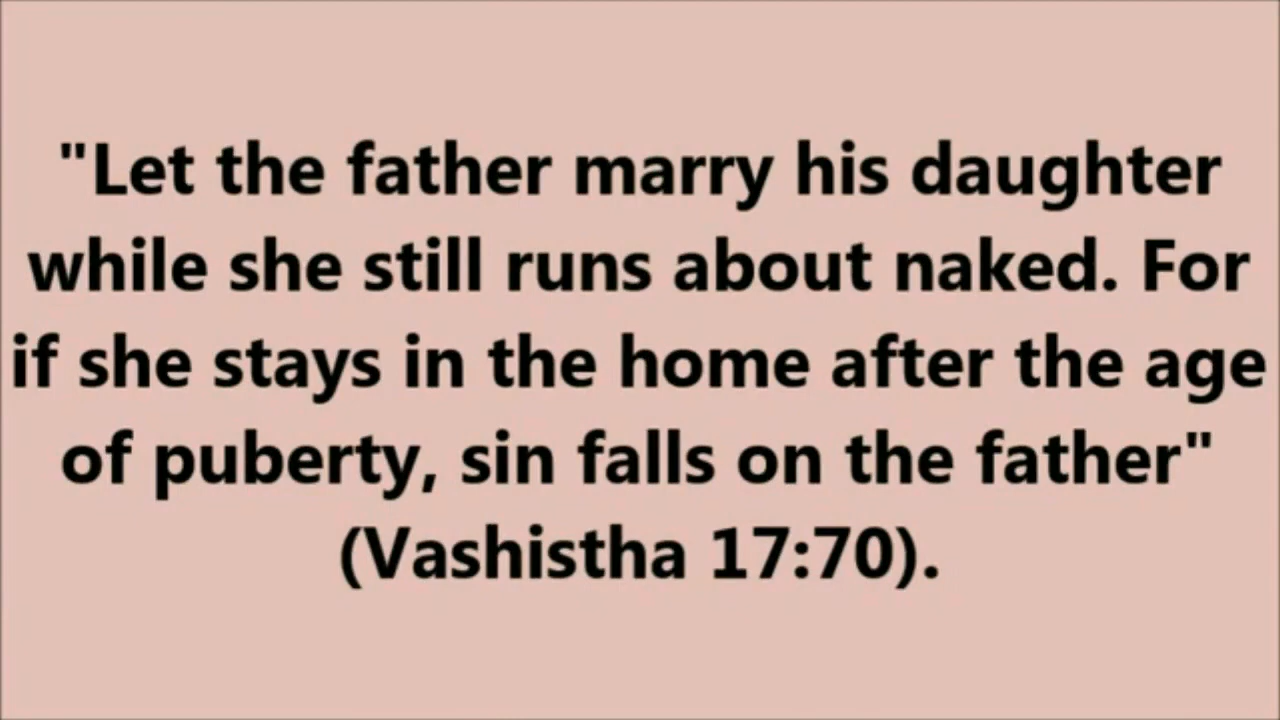 "Let the father marry his daughter
while she still runs about naked. For
if she stays in the home after the age
of puberty, sin falls on the father"
(Vashistha 17:70).